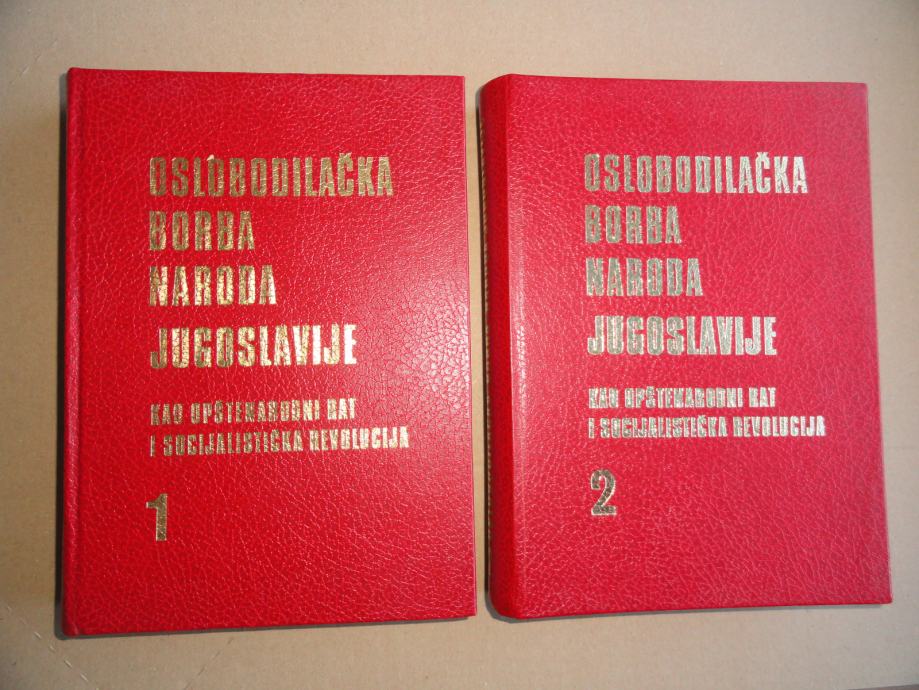 OSLOBODILAČKA
BORBA
NARODA
JUGOSLAVIJE
KAO OPŠTENARODNI RAT
I SOCIJALISTIČKA REVOLUCIJA
1
OSLOBODILAČKA
BORBA
NARODA
JUGOSLAVIJE
KAO OPŠTENARODNI RAT
I SOCIJALISTIČKA REVOLUCIJA
2